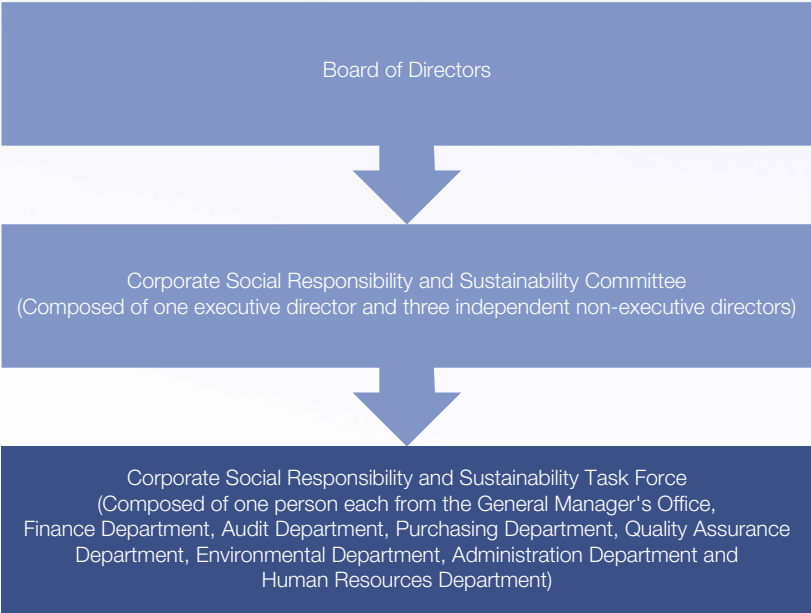 Board of Directors
Corporate Social Responsibility and Sustainability Committee
(Composed of one executive director and three independent non-executive directors)
Corporate Social Responsibility and Sustainability Task Force
(Composed of one person each from the General Manager's Office,
Finance Department, Audit Department, Purchasing Department, Quality Assurance
Department, Environmental Department, Administration Department and
Human Resources Department)